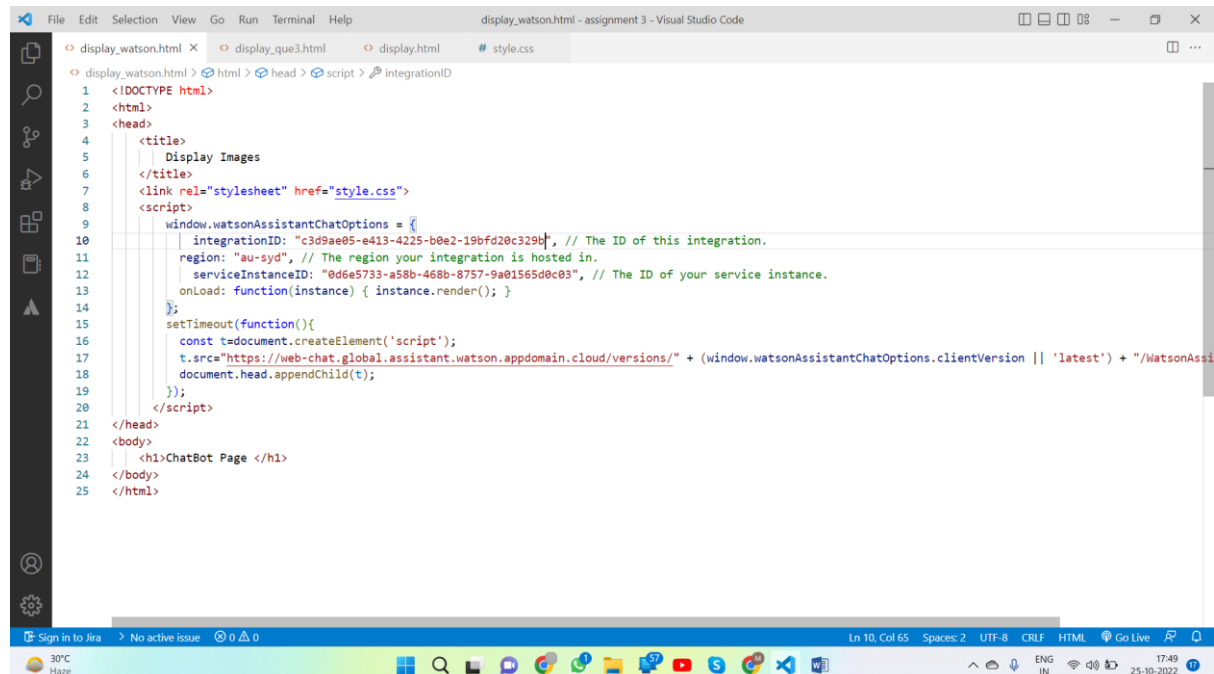 File Edit Selection View Go Run Terminal Help display_watson.html - assignment 3 - Visual Studio Code
display_watson.html display_que3.html display.html # style.css
display_watson.html > html > head > script > integrationID
1 <!DOCTYPE html>
2 <html>
3 <head>
4 <title>
5 Display Images
6 </title>
7 <link rel="stylesheet" href="style.css">
8 <script>
9 window.watsonAssistantChatOptions = {
10 integrationID: "c3d9ae05-e413-4225-b0e2-19bfd20c329b", // The ID of this integration.
11 region: "au-syd", // The region your integration is hosted in.
12 serviceInstanceID: "0d6e5733-a58b-468b-8757-9a01565d0c03", // The ID of your service instance.
13 onLoad: function(instance) { instance.render(); }
14 };
15 setTimeout(function(){
16 const t=document.createElement('script');
17 t.src="https://web-chat.global.assistant.watson.appdomain.cloud/versions/" + (window.watsonAssistantChatOptions.clientVersion || 'latest') + "/WatsonAssi
18 document.head.appendChild(t);
19 });
20 </script>
21 </head>
22 <body>
23 <h1>ChatBot Page </h1>
24 </body>
25 </html>
Sign in to Jira No active issue 0 0 Ln 10, Col 65 Spaces: 2 UTF-8 CRLF HTML Go Live
30°C ENG 17:49
Haze IN 25-10-2022 17